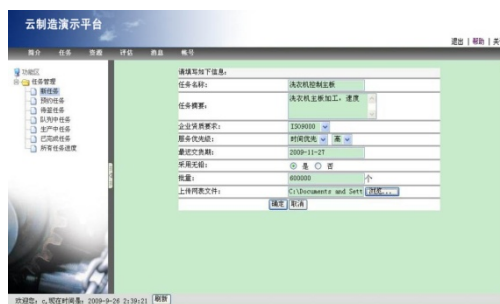 云制造演示平台
退出 | 帮助 | 关
简介 任务 资源 评估 消息 帐号
功能区
任务管理
新任务
预约任务
待签任务
队列中任务
生产中任务
已完成任务
所有任务进度
请填写如下信息:
任务名称: 洗衣机控制主板
任务摘要: 洗衣机主板加工,速度
企业资质要求: ISO9000
服务优先级: 时间优先 高
最迟交货期: 2009-11-27
采用无铅: 是 否
批量: 600000 个
上传网表文件: C:\Documents and Sett 浏览...
确定 取消
欢迎您: c,现在时间是: 2009-9-26 2:39:21 刷新